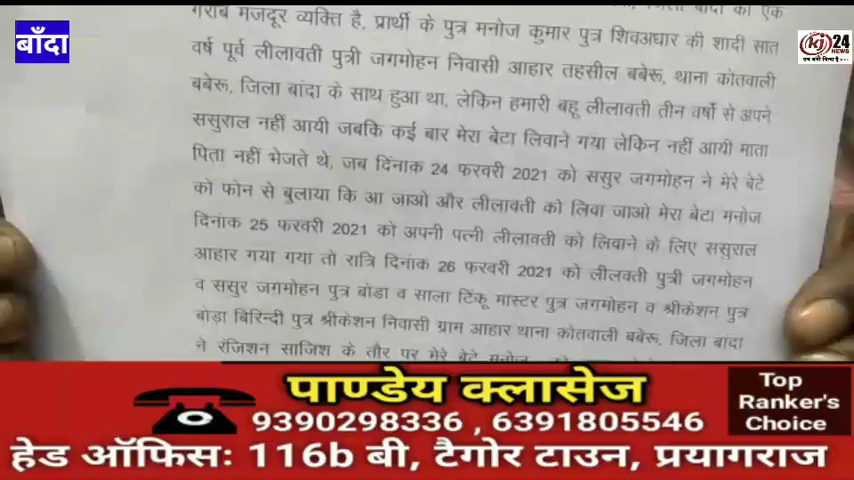 बाँदा
kj 24
NEWS
गरीब मजदूर व्यक्ति है, प्रार्थी के पुत्र मनोज कुमार पुत्र शिवअधार की शादी सात
वर्ष पूर्व लीलावती पुत्री जगमोहन निवासी आहार तहसील बबेरू, थाना कोतवाली
बबेरू, जिला बांदा के साथ हुआ था, लेकिन हमारी बहू लीलावती तीन वर्षो से अपने
ससुराल नहीं आयी जबकि कई बार मेरा बेटा लिवाने गया लेकिन नहीं आयी माता
पिता नहीं भेजते थे, जब दिनांक 24 फरवरी 2021 को ससुर जगमोहन ने मेरे बेटे
को फोन से बुलाया कि आ जाओ और लीलावती को लिवा जाओ मेरा बेटा मनोज
दिनांक 25 फरवरी 2021 को अपनी पत्नी लीलावती को लिवाने के लिए ससुराल
आहार गया गया तो रात्रि दिनांक 26 फरवरी 2021 को लीलवती पुत्री जगमोहन
व ससुर जगमोहन पुत्र बोडा व साला टिंकू मास्टर पुत्र जगमोहन व श्रीकेशन पुत्र
बोड़ा बिरिन्दी पुत्र श्रीकेशन निवासी ग्राम आहार थाना कोतवाली बबेरू, जिला बांदा
ने रंजिशन साजिश के तौर पर मेरे बेटे मनोज
पाण्डेय क्लासेज
9390298336 , 6391805546
Top
Ranker's
Choice
हेड ऑफिसः 116b बी, टैगोर टाउन, प्रयागराज